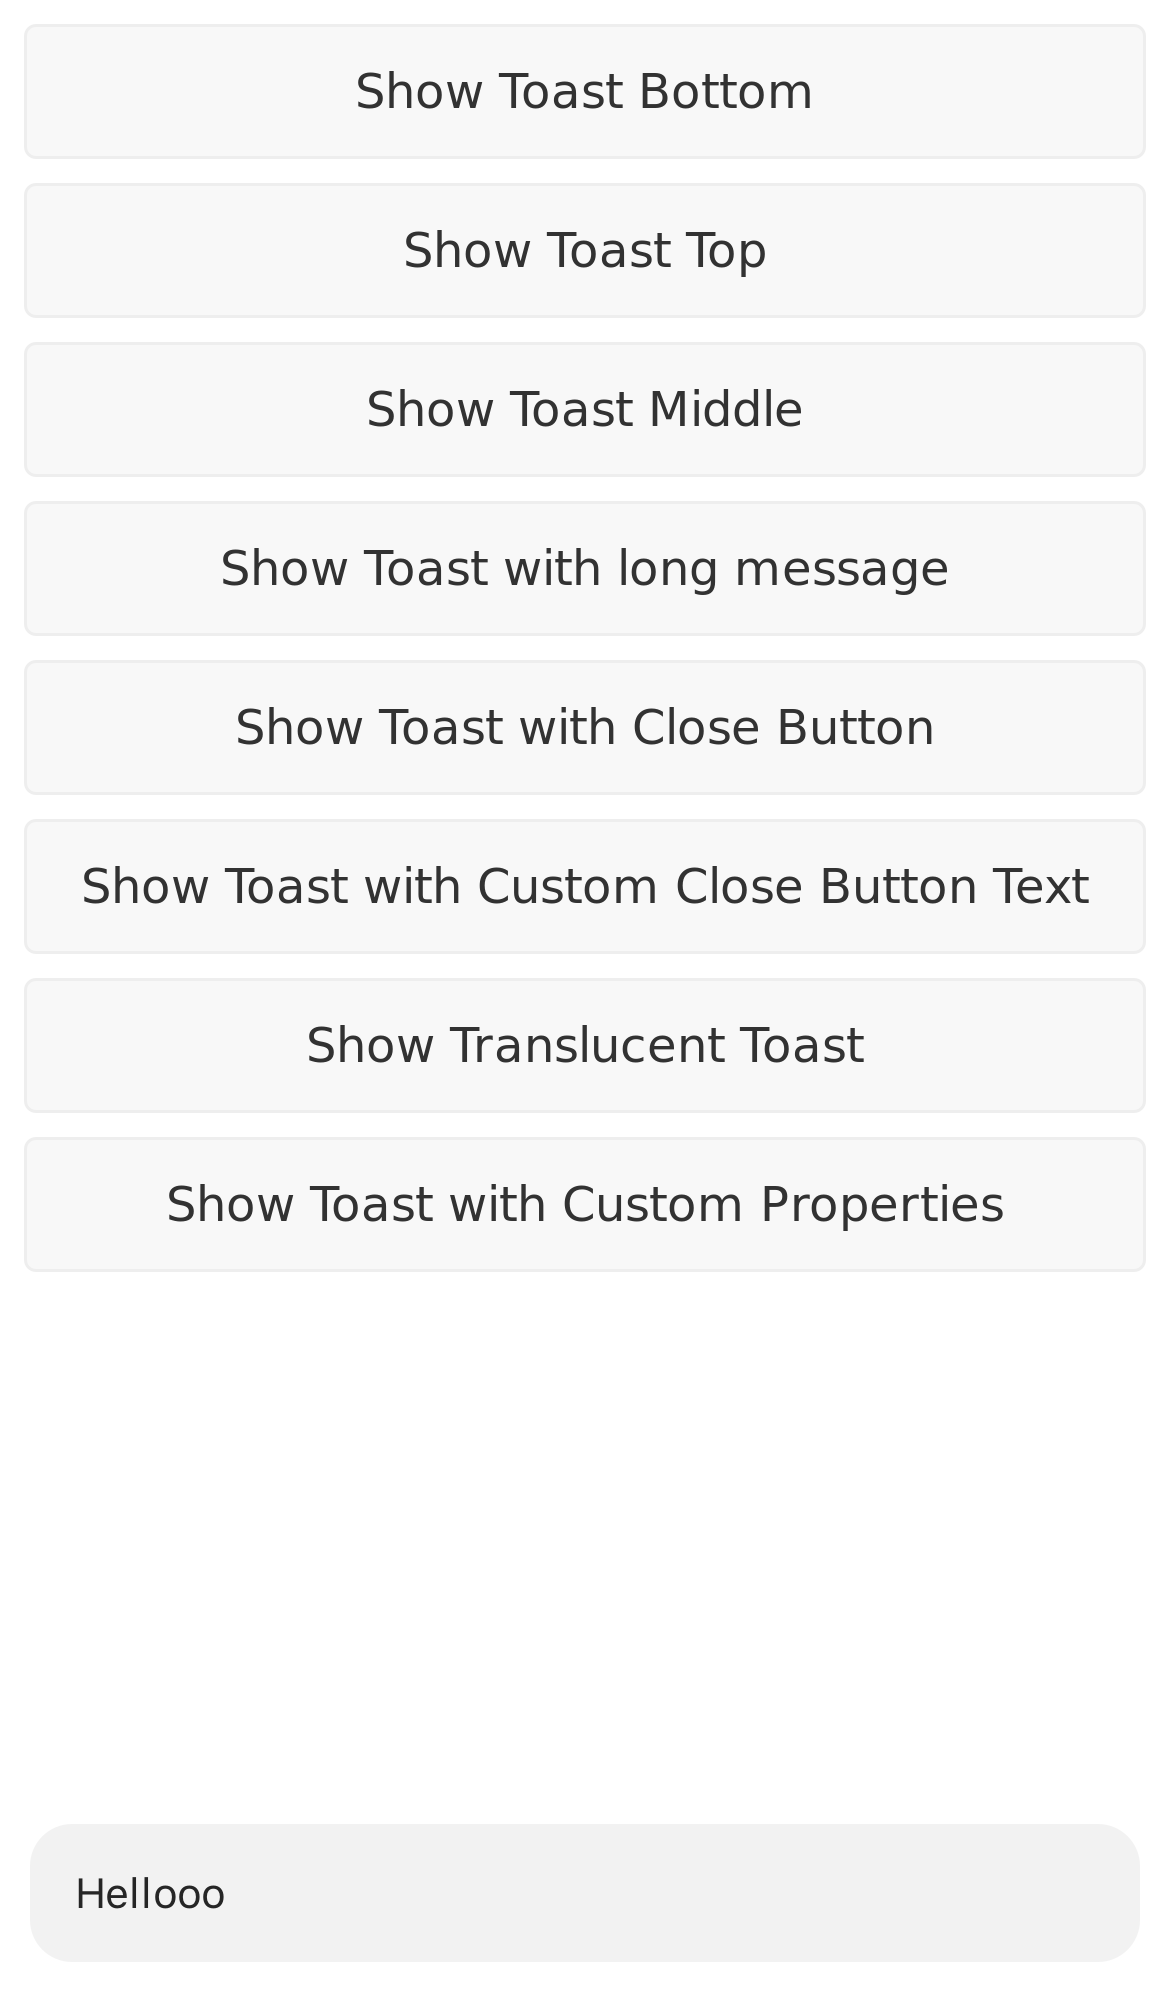 Show Toast Bottom
Show Toast Top
Show Toast Middle
Show Toast with long message
Show Toast with Close Button
Show Toast with Custom Close Button Text
Show Translucent Toast
Show Toast with Custom Properties
Hellooo